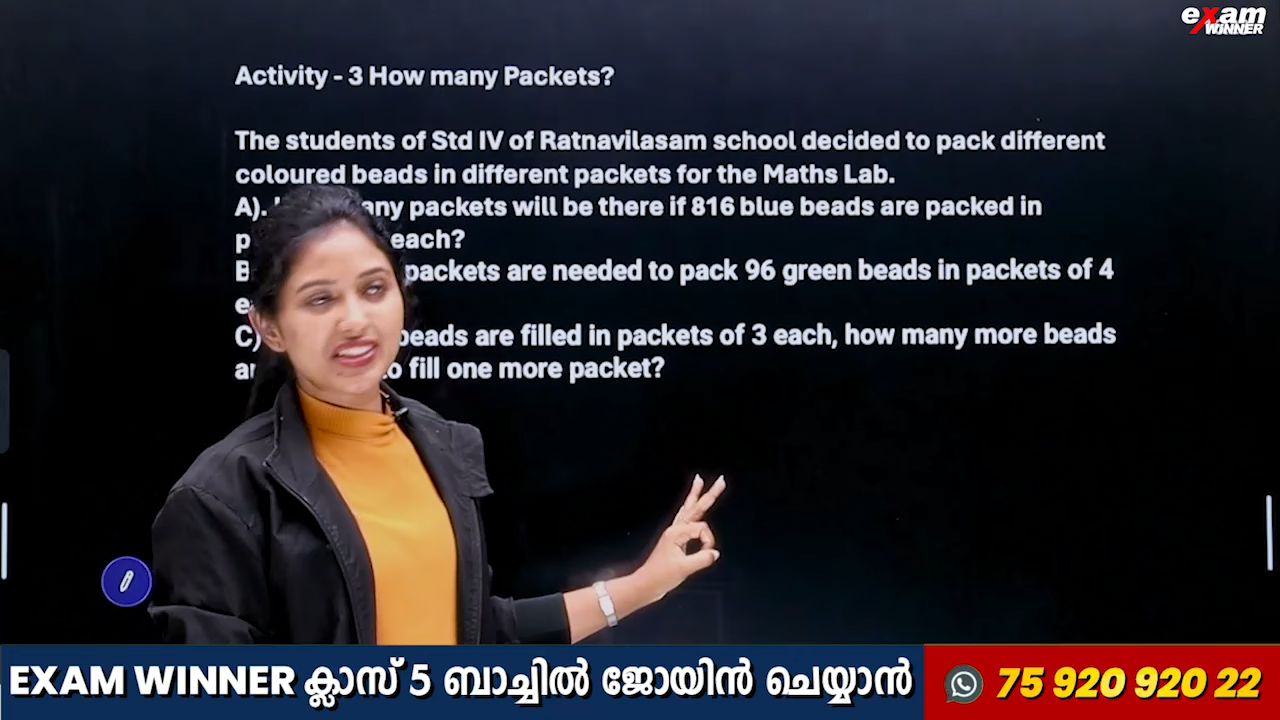 exam
WINNER
Activity - 3 How many Packets?
The students of Std IV of Ratnavilasam school decided to pack different
coloured beads in different packets for the Maths Lab.
A). packets will be there if 816 blue beads are packed in
each?
packets are needed to pack 96 green beads in packets of 4
beads are filled in packets of 3 each, how many more beads
fill one more packet?
EXAM WINNER ക്ലാസ് 5 ബാച്ചിൽ ജോയിൻ ചെയ്യാൻ
75 920 920 22